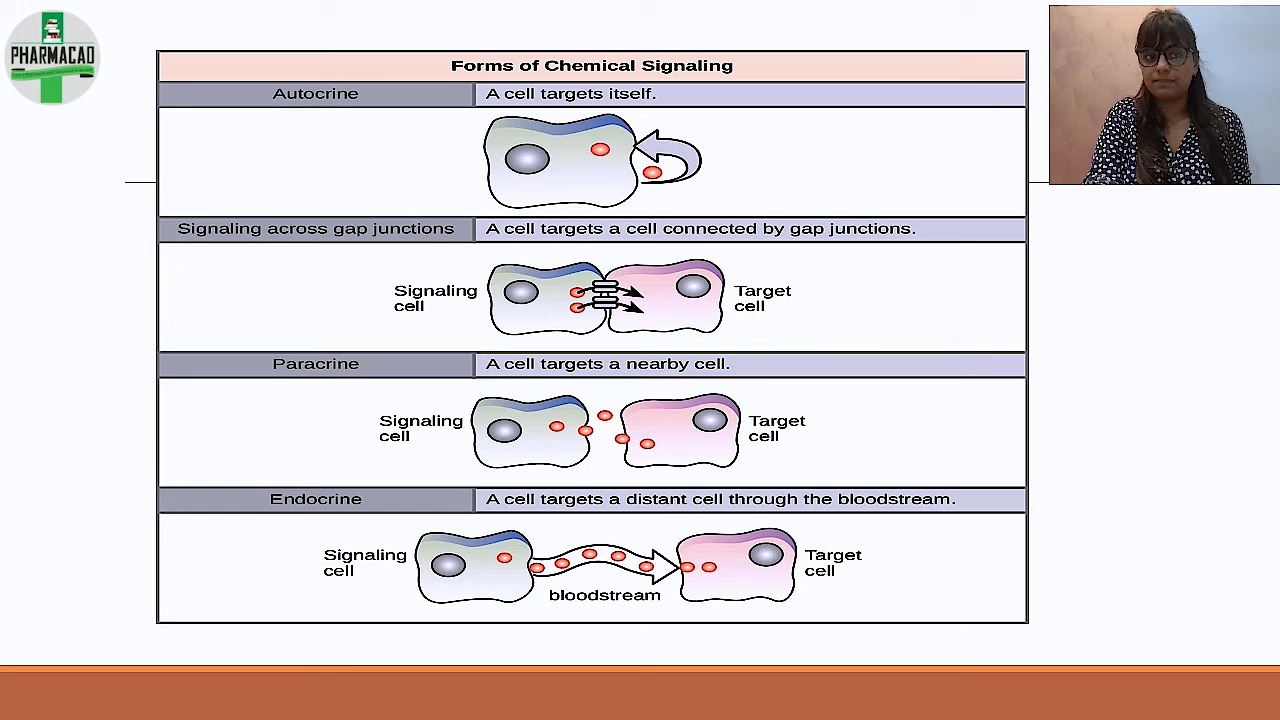 PHARMACAD
Forms of Chemical Signaling
Autocrine
A cell targets itself.
Signaling across gap junctions
A cell targets a cell connected by gap junctions.
Signaling
cell
Target
cell
Paracrine
A cell targets a nearby cell.
Signaling
cell
Target
cell
Endocrine
A cell targets a distant cell through the bloodstream.
Signaling
cell
bloodstream
Target
cell